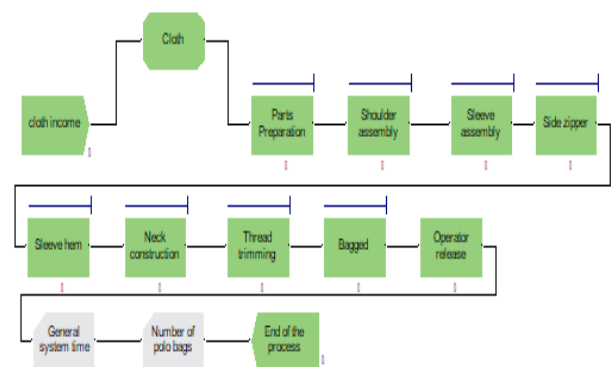 Cloth
cloth income
Parts
Preparation
Shoulder
assembly
Sleeve
assembly
Side zipper
Sleeve hem
Neck
construction
Thread
trimming
Bagged
Operator
release
General
system time
Number of
polo bags
End of the
process